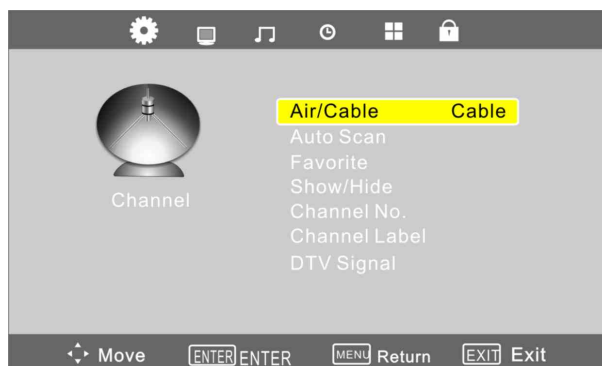 Air/Cable Cable
Auto Scan
Favorite
Show/Hide
Channel
Channel No.
Channel Label
DTV Signal
Move ENTER ENTER MENU Return EXIT Exit